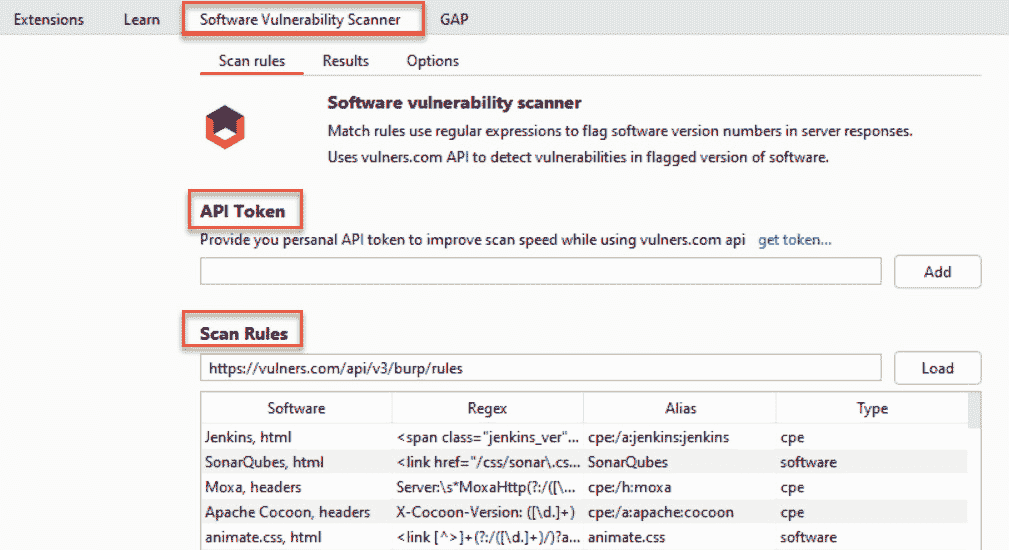 Extensions Learn Software Vulnerability Scanner GAP
Scan rules Results Options
Software vulnerability scanner
Match rules use regular expressions to flag software version numbers in server responses.
Uses vulners.com API to detect vulnerabilities in flagged version of software.
API Token
Provide you persanal API token to improve scan speed while using vulners.com api get token...
Add
Scan Rules
https://vulners.com/api/v3/burp/rules Load
Software Regex Alias Type
Jenkins, html <span class="jenkins_ver"... cpe:/a:jenkins:jenkins cpe
SonarQubes, html <link href="/css/sonar\.cs... SonarQubes software
Moxa, headers Server:\s*MoxaHttp(?:/([\... cpe:/h:moxa cpe
Apache Cocoon, headers X-Cocoon-Version: ([\d.]+) cpe:/a:apache:cocoon cpe
animate.css, html <link [^>]+(?:/([\d.]+)/)?a... animate.css software